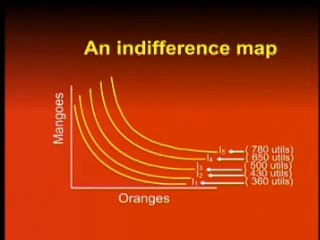 An indifference map
Mangoes
I₅ ( 780 utils)
I₄ ( 650 utils)
I₃ ( 500 utils)
I₂ ( 430 utils)
I₁ ( 360 utils)
Oranges